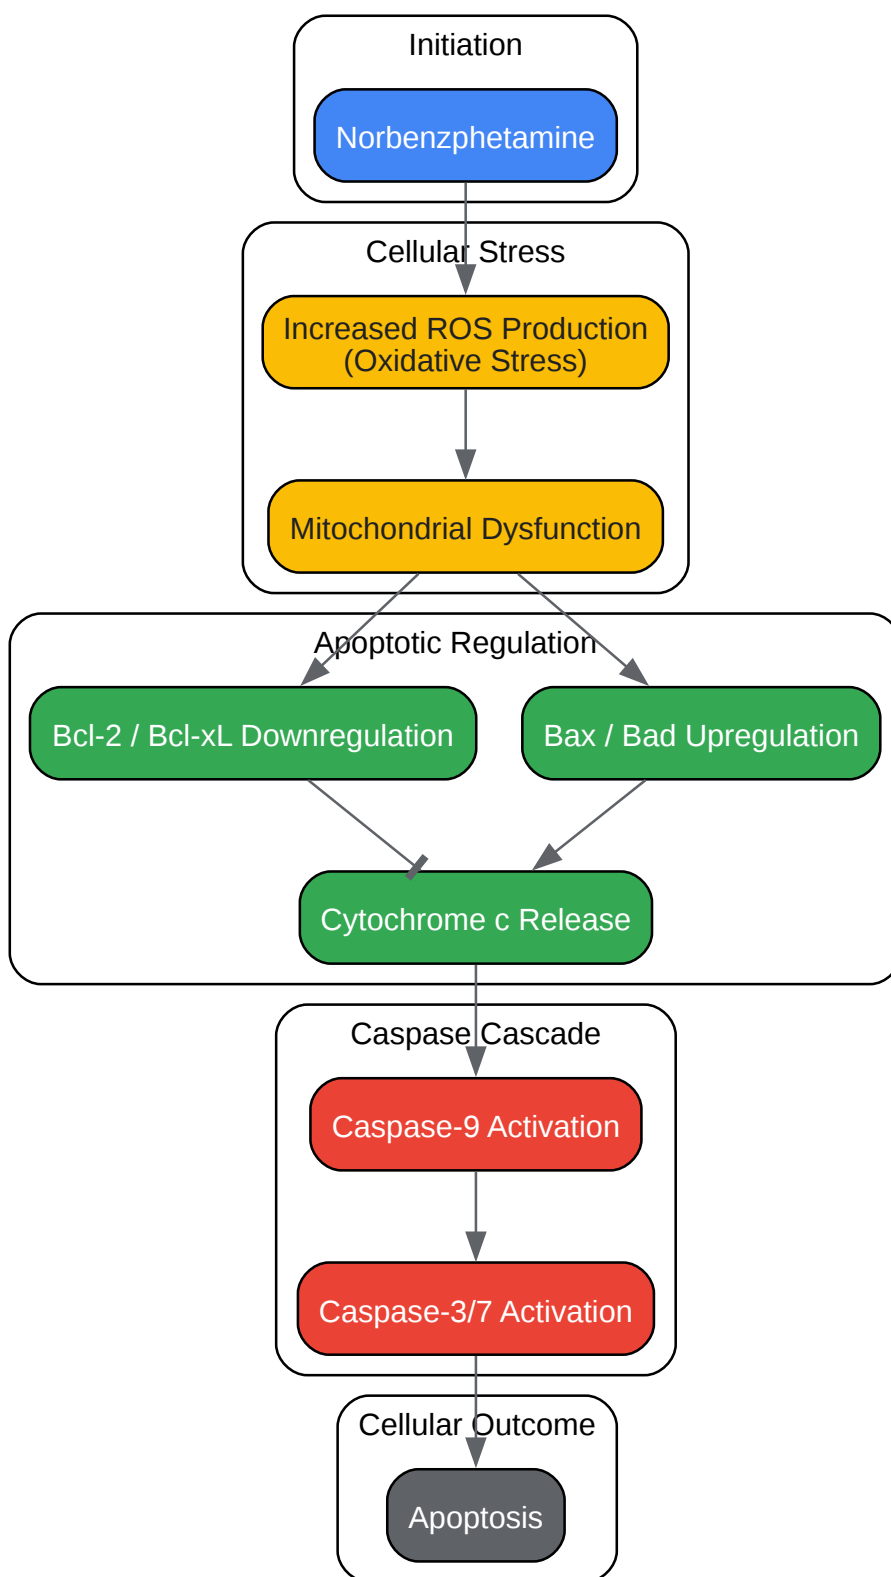 Initiation
Norbenzphetamine
Cellular Stress
Increased ROS Production
(Oxidative Stress)
Mitochondrial Dysfunction
Apoptotic Regulation
Bcl-2 / Bcl-xL Downregulation
Bax / Bad Upregulation
Cytochrome c Release
Caspase Cascade
Caspase-9 Activation
Caspase-3/7 Activation
Cellular Outcome
Apoptosis